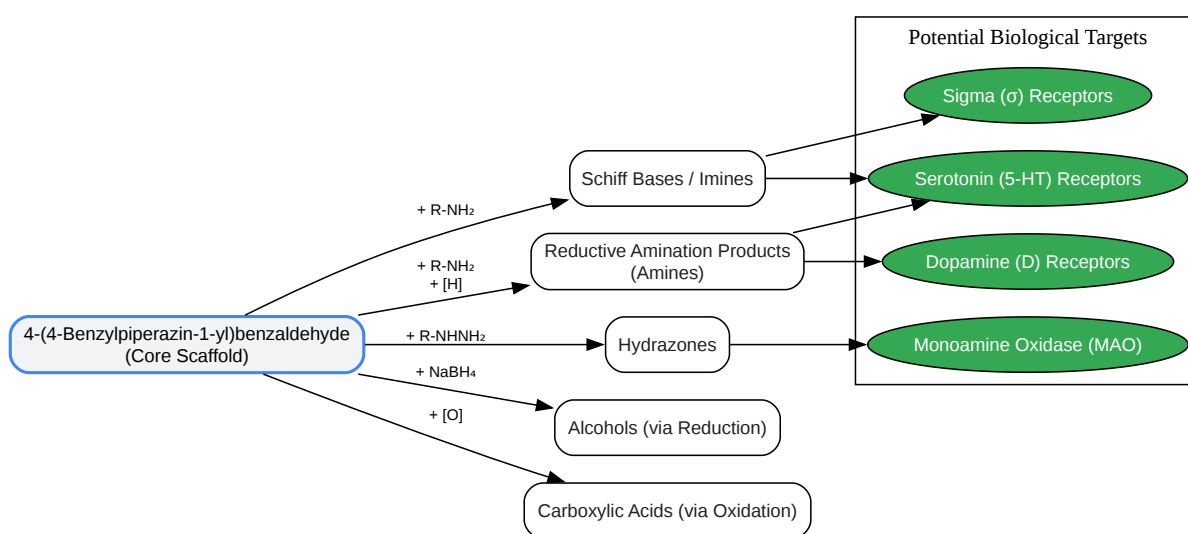 Potential Biological Targets
Sigma (σ) Receptors
Schiff Bases / Imines
Serotonin (5-HT) Receptors
+ R-NH₂
Reductive Amination Products
(Amines)
Dopamine (D) Receptors
+ R-NH₂
+ [H]
4-(4-Benzylpiperazin-1-yl)benzaldehyde
(Core Scaffold)
+ R-NHNH₂
Hydrazones
Monoamine Oxidase (MAO)
+ NaBH₄
Alcohols (via Reduction)
+ [O]
Carboxylic Acids (via Oxidation)